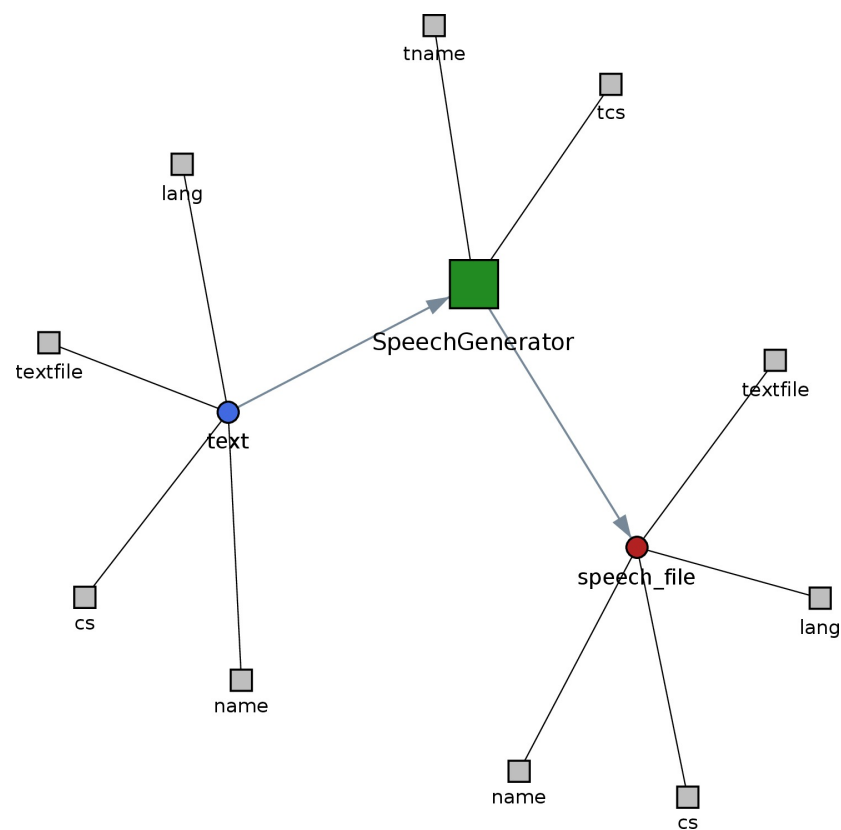 tname
tcs
lang
SpeechGenerator
textfile
textfile
text
speech_file
cs
lang
name
name
cs